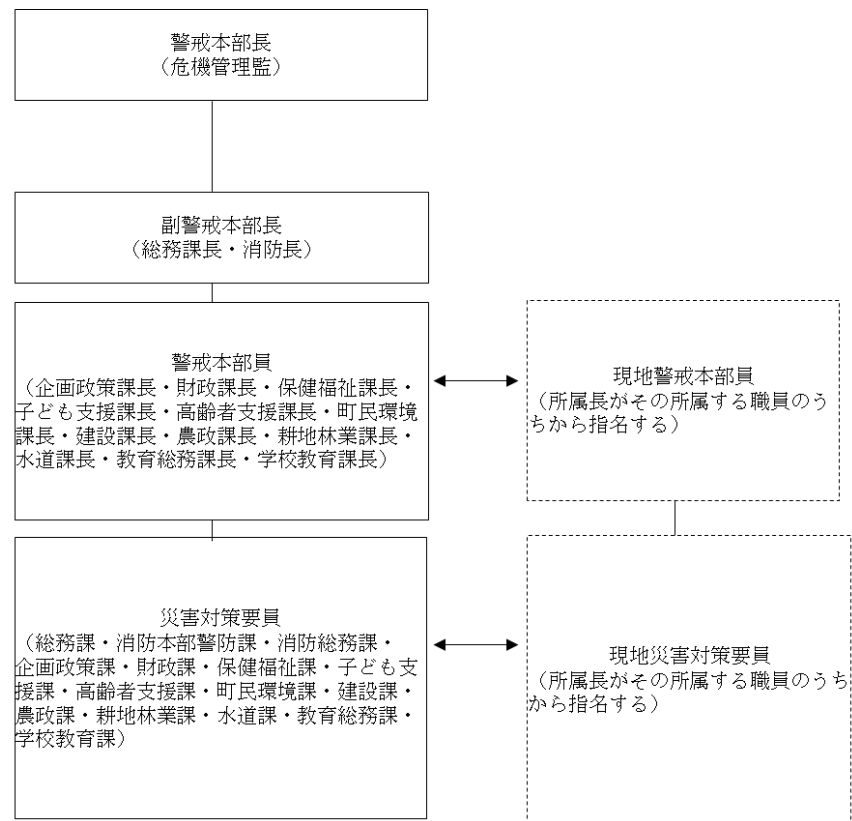 警戒本部長
（危機管理監）
副警戒本部長
（総務課長・消防長）
警戒本部員
（企画政策課長・財政課長・保健福祉課長・
子ども支援課長・高齢者支援課長・町民環境
課長・建設課長・農政課長・耕地林業課長・
水道課長・教育総務課長・学校教育課長）
現地警戒本部員
（所属長がその所属する職員のう
ちから指名する）
災害対策要員
（総務課・消防本部警防課・消防総務課・
企画政策課・財政課・保健福祉課・子ども支
援課・高齢者支援課・町民環境課・建設課・
農政課・耕地林業課・水道課・教育総務課・
学校教育課）
現地災害対策要員
（所属長がその所属する職員のうち
から指名する）